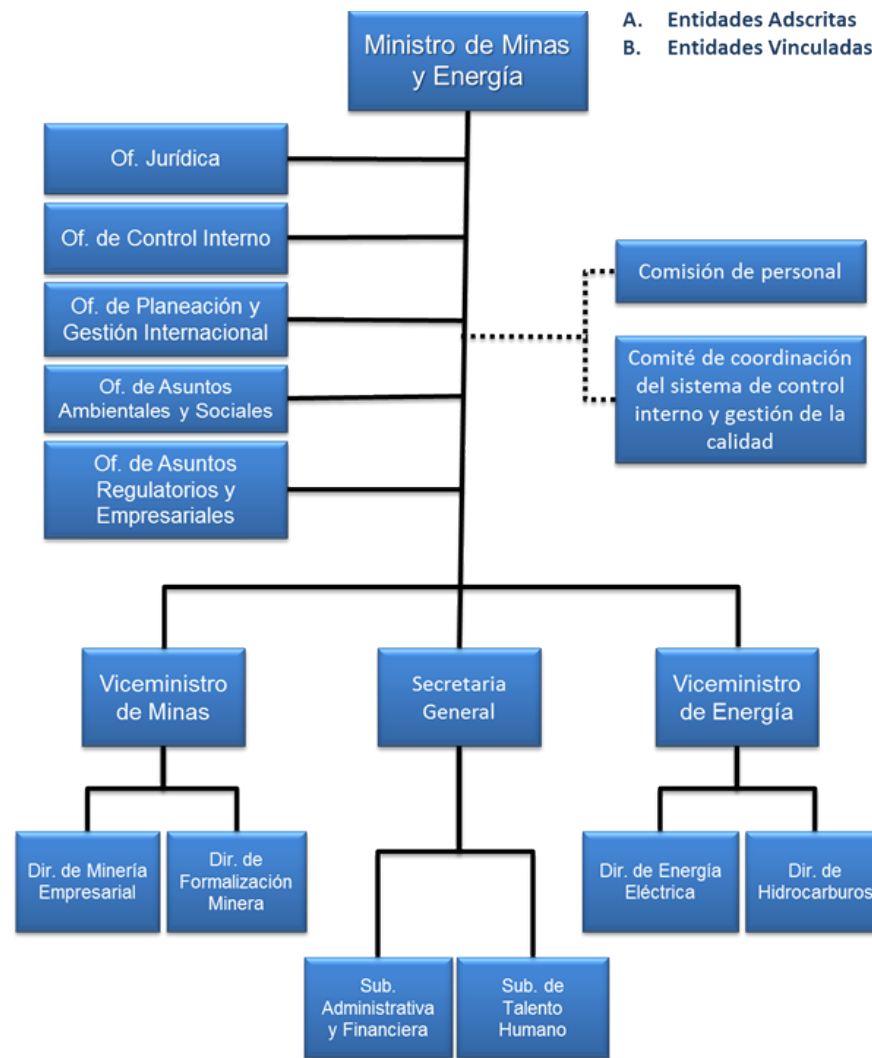 Ministro de Minas
y Energía
A. Entidades Adscritas
B. Entidades Vinculadas
Of. Jurídica
Of. de Control Interno
Of. de Planeación y
Gestión Internacional
Of. de Asuntos
Ambientales y Sociales
Of. de Asuntos
Regulatorios y
Empresariales
Comisión de personal
Comité de coordinación
del sistema de control
interno y gestión de la
calidad
Viceministro
de Minas
Secretaria
General
Viceministro
de Energía
Dir. de Minería
Empresarial
Dir. de
Formalización
Minera
Dir. de Energía
Eléctrica
Dir. de
Hidrocarburos
Sub.
Administrativa
y Financiera
Sub. de
Talento
Humano